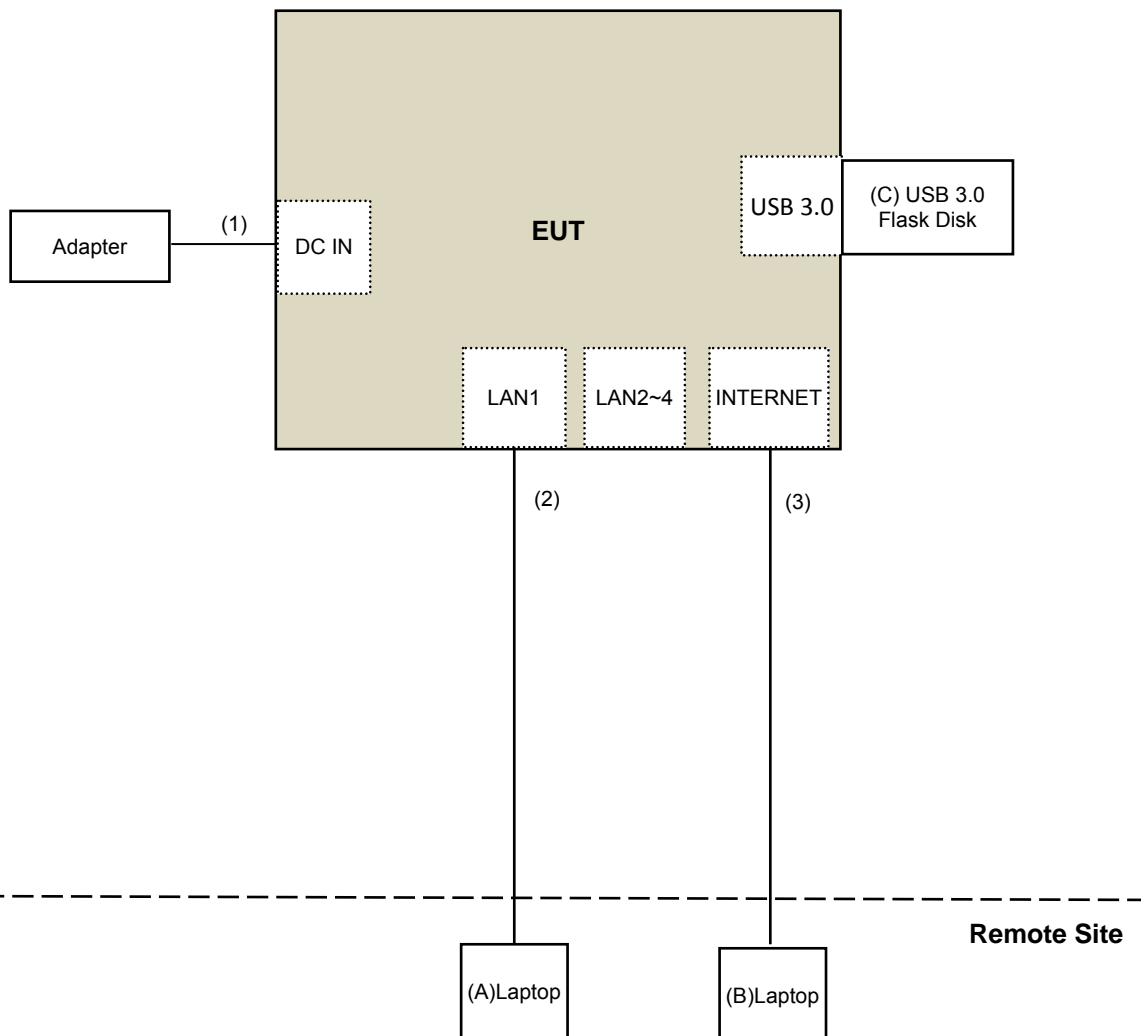 (C) USB 3.0
Flask Disk
USB 3.0
(1)
EUT
Adapter
DC IN
LAN1
LAN2~4
INTERNET
(2)
(3)
Remote Site
(A)Laptop
(B)Laptop